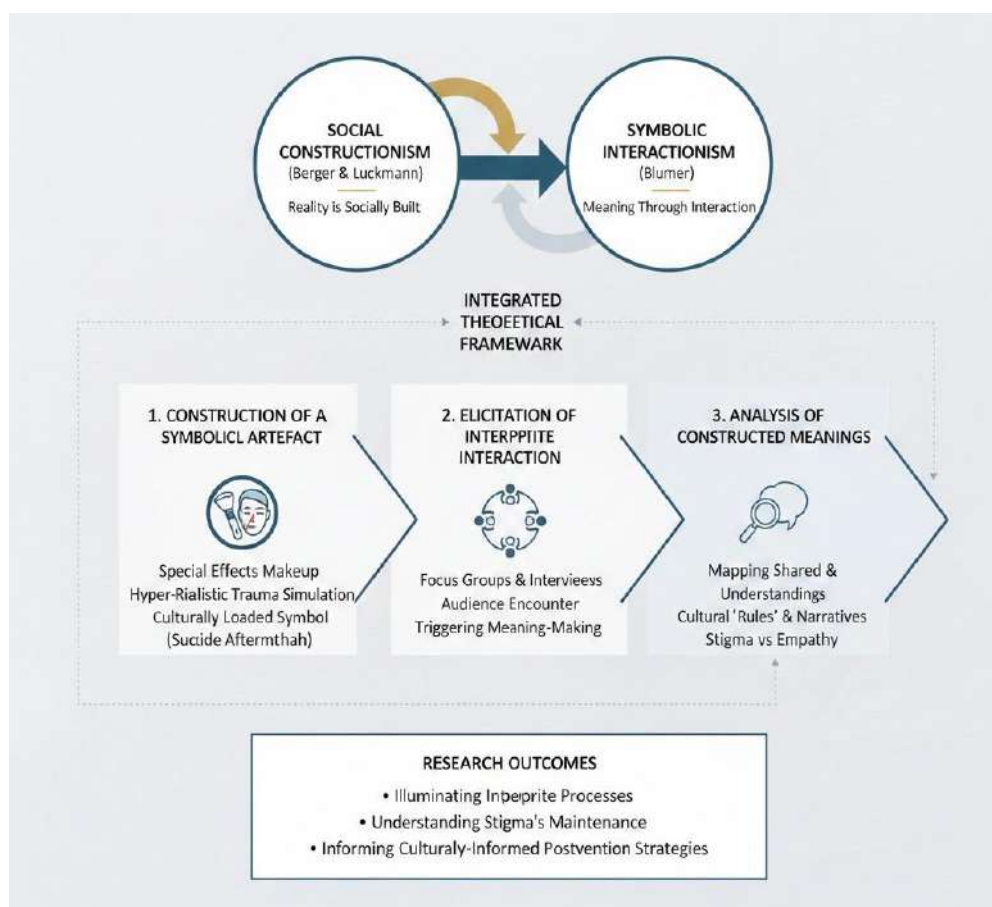 SOCIAL
CONSTRUCTIONISM
(Berger & Luckmann)
Reality is Socially Built
SYMBOLIC
INTERACTIONISM
(Blumer)
Meaning Through Interaction
INTEGRATED
THEOEETICAL
FRAMEWARK
1. CONSTRUCTION OF A
SYMBOLICL ARTEFACT
Special Effects Makeup
Hyper-Rialistic Trauma Simulation
Culturally Loaded Symbol
(Sucide Aftermthah)
2. ELICITATION OF
INTERPPTITE
INTERACTION
Focus Groups & Intervieevs
Audience Encounter
Triggering Meaning-Making
3. ANALYSIS OF
CONSTRUCTED MEANINGS
Mapping Shared &
Understandings
Cultural 'Rules' & Narratives
Stigma vs Empathy
RESEARCH OUTCOMES
• Illuminating Processes
• Understanding Stigma's Maintenance
• Informing Culturaly-Informed Postvention Strategies